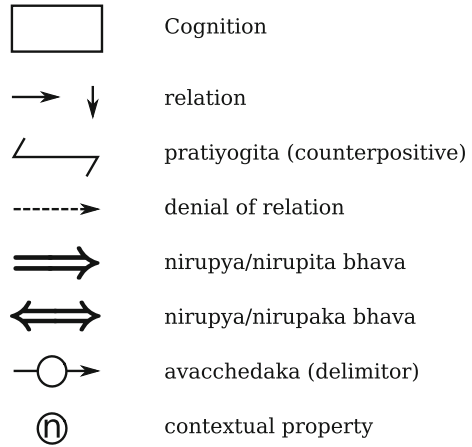 Cognition
relation
pratiyogita (counterpositive)
denial of relation
nirupya/nirupita bhava
nirupya/nirupaka bhava
avacchedaka (delimitor)
n contextual property